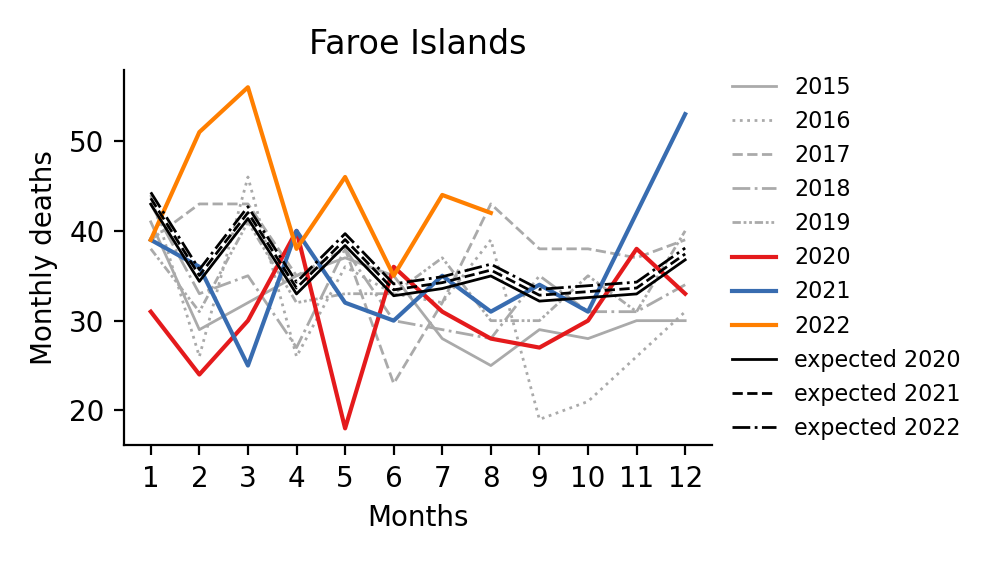 Faroe Islands
Monthly deaths
50
40
30
20
1 2 3 4 5 6 7 8 9 10 11 12
Months
2015
2016
2017
2018
2019
2020
2021
2022
expected 2020
expected 2021
expected 2022